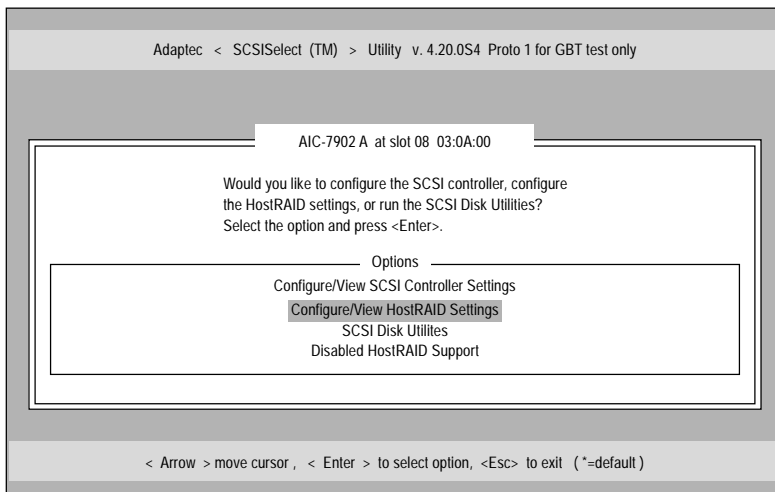 Adaptec < SCSISelect (TM) > Utility v. 4.20.0S4 Proto 1 for GBT test only
AIC-7902 A at slot 08 03:0A:00
Would you like to configure the SCSI controller, configure
the HostRAID settings, or run the SCSI Disk Utilities?
Select the option and press <Enter>.
Options
Configure/View SCSI Controller Settings
Configure/View HostRAID Settings
SCSI Disk Utilites
Disabled HostRAID Support
< Arrow > move cursor , < Enter > to select option, <Esc> to exit ( *=default )